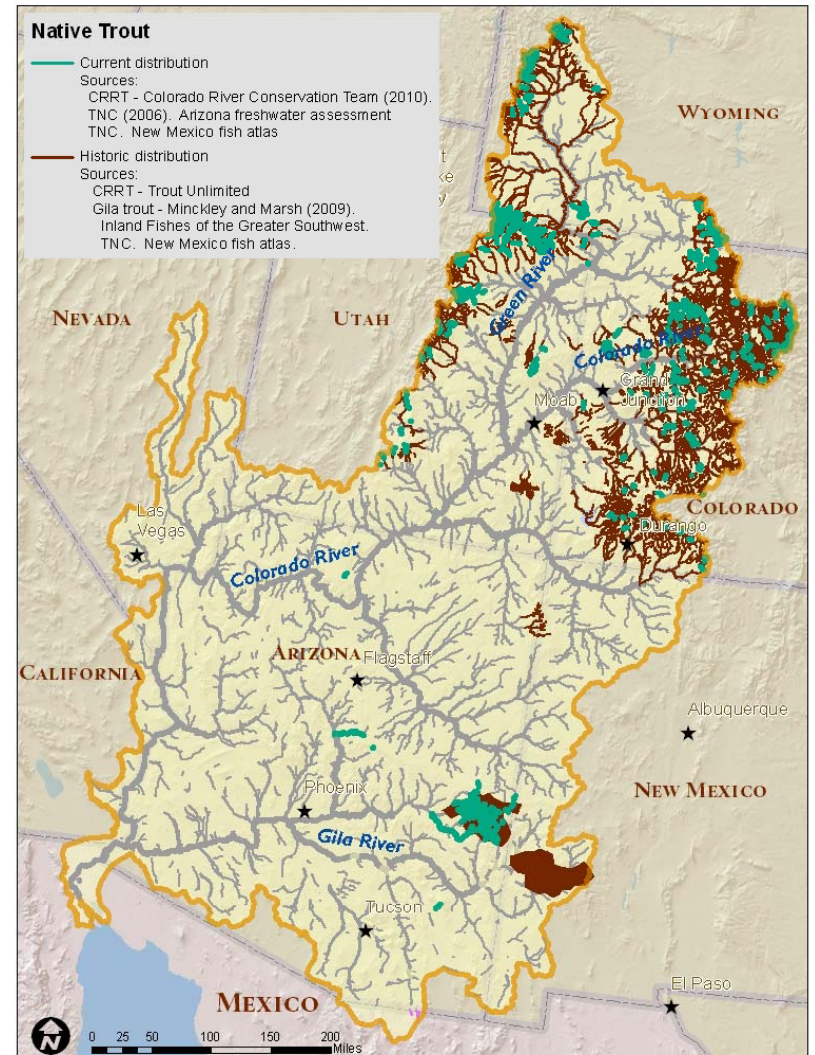 Native Trout
Current distribution
Sources:
CRRT - Colorado River Conservation Team (2010).
TNC (2006). Arizona freshwater assessment
TNC. New Mexico fish atlas
Historic distribution
Sources:
CRRT - Trout Unlimited
Gila trout - Minckley and Marsh (2009).
Inland Fishes of the Greater Southwest.
TNC. New Mexico fish atlas.
WYOMING
Green River
NEVADA
UTAH
Colorado River
Grand
Junction
Moab
COLORADO
Las
Vegas
Durango
Colorado River
ARIZONA
Flagstaff
CALIFORNIA
Albuquerque
NEW MEXICO
Phoenix
Gila River
Tucson
El Paso
MEXICO
N
0 25 50 100 150 200
Miles